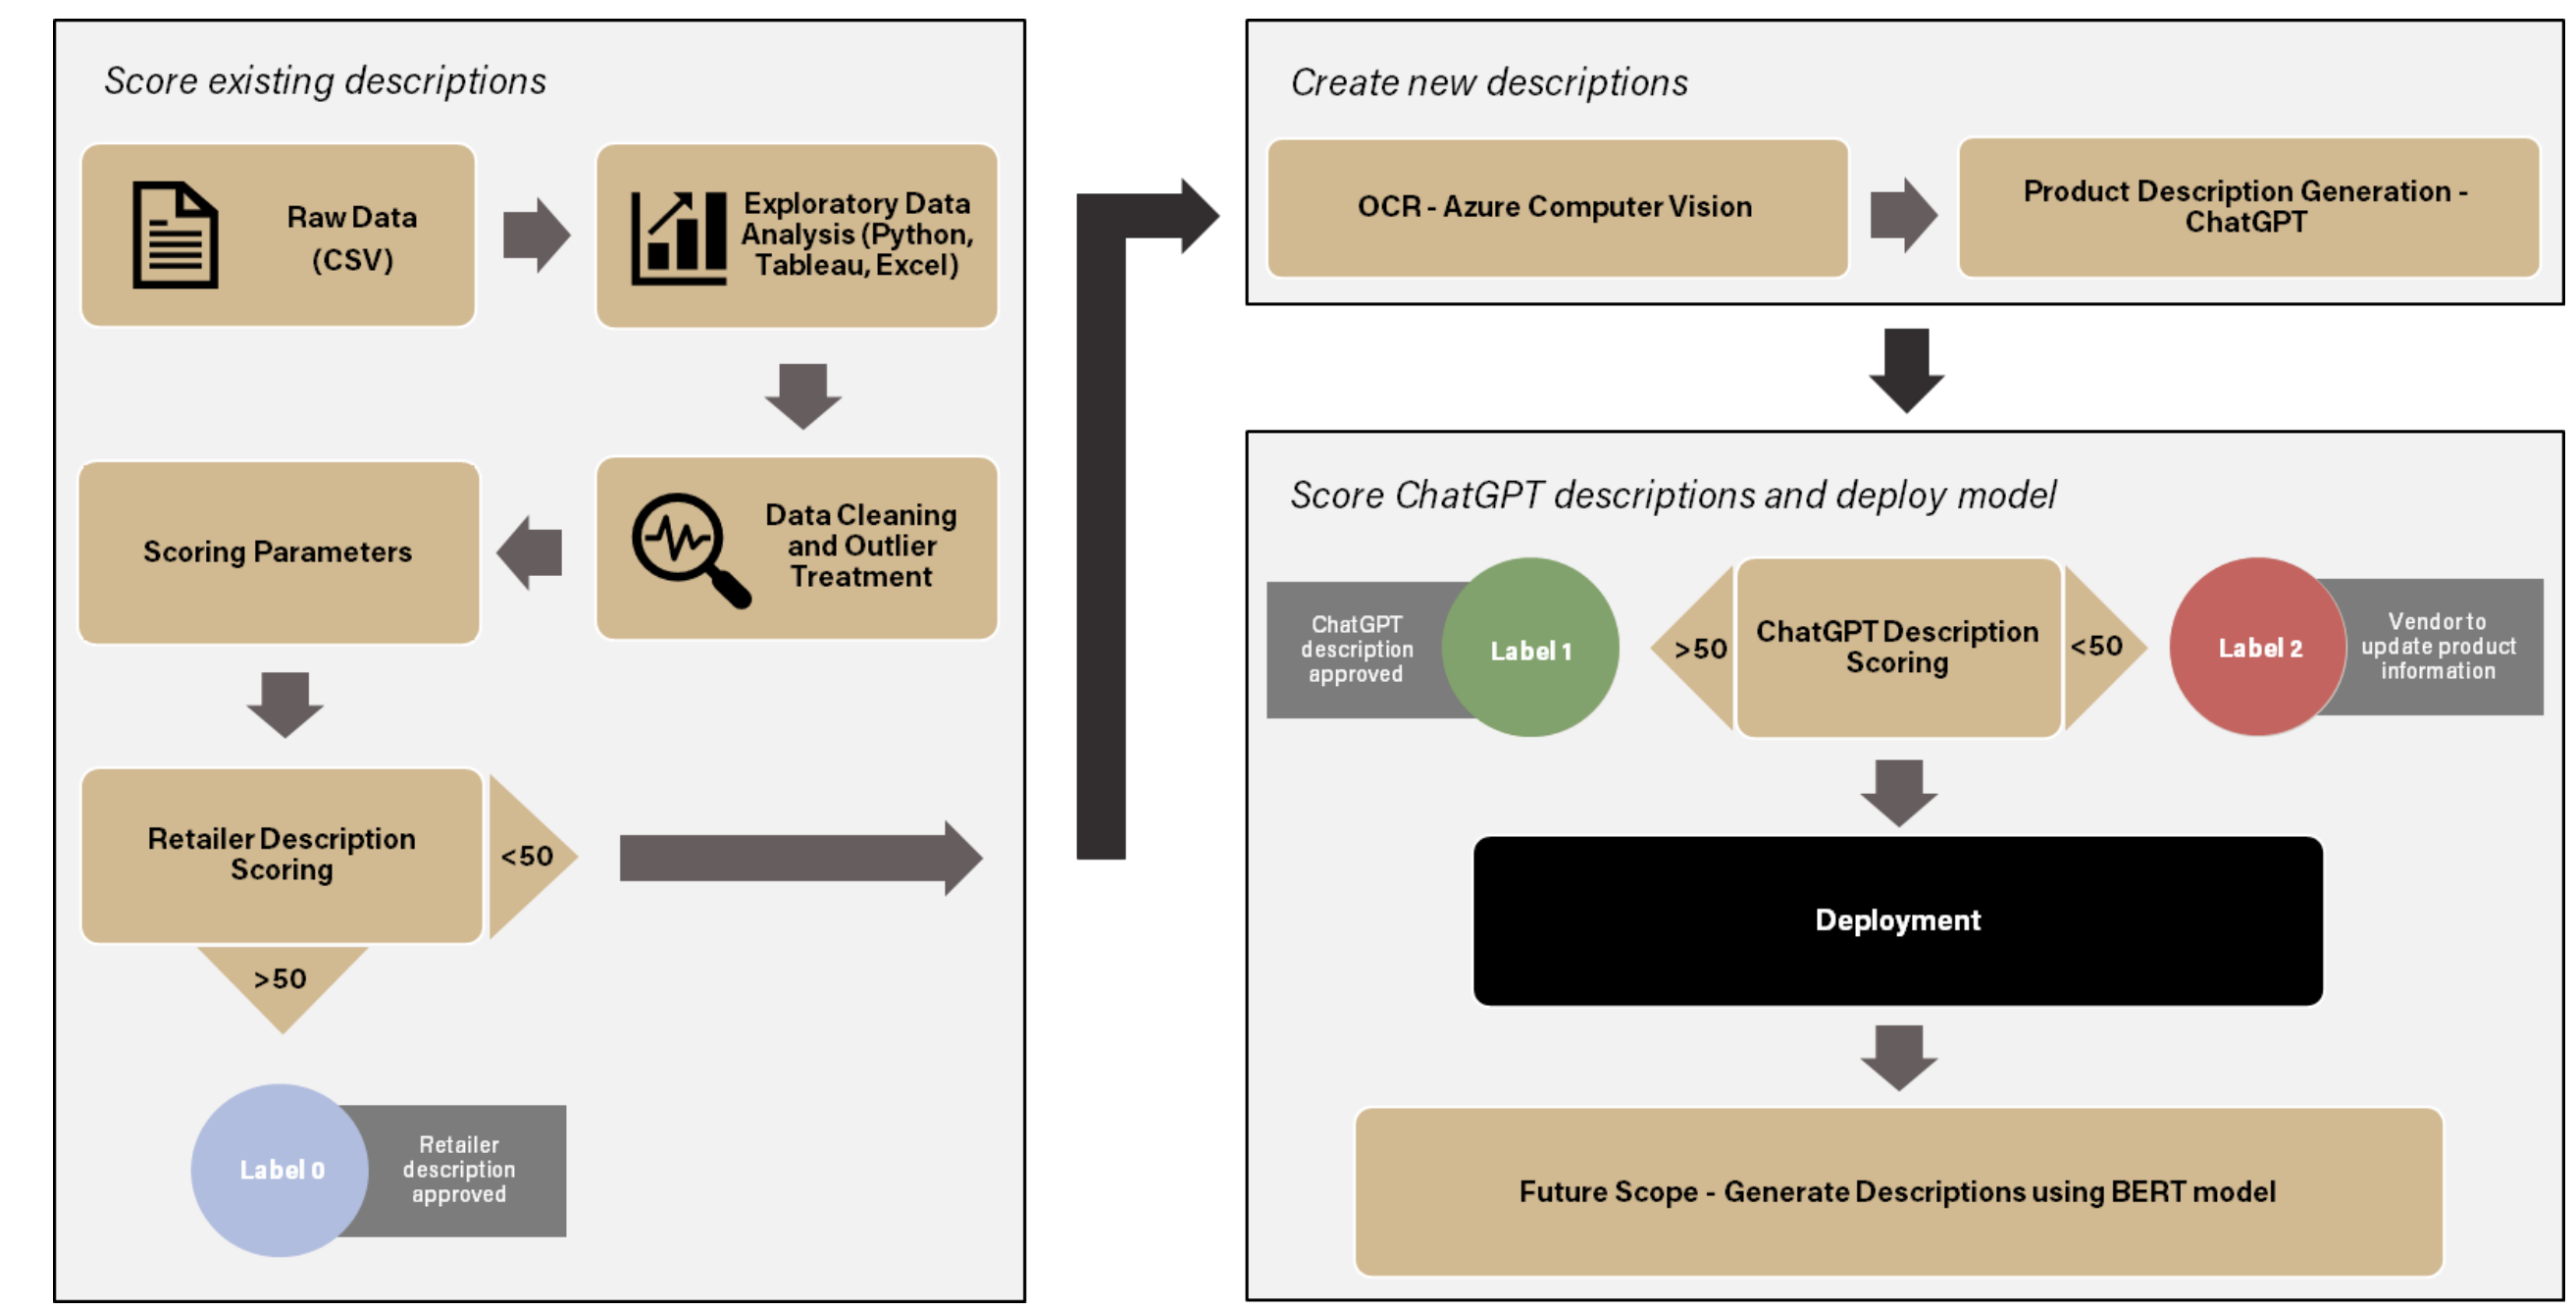 Score existing descriptions
Raw Data
(CSV)
Exploratory Data
Analysis (Python,
Tableau, Excel)
Data Cleaning
and Outlier
Treatment
Scoring Parameters
Retailer Description
Scoring
<50
>50
Label 0
Retailer
description
approved
Create new descriptions
OCR - Azure Computer Vision
Product Description Generation -
ChatGPT
Score ChatGPT descriptions and deploy model
ChatGPT
description
approved
Label 1
>50
ChatGPT Description
Scoring
<50
Label 2
Vendor to
update product
information
Deployment
Future Scope - Generate Descriptions using BERT model